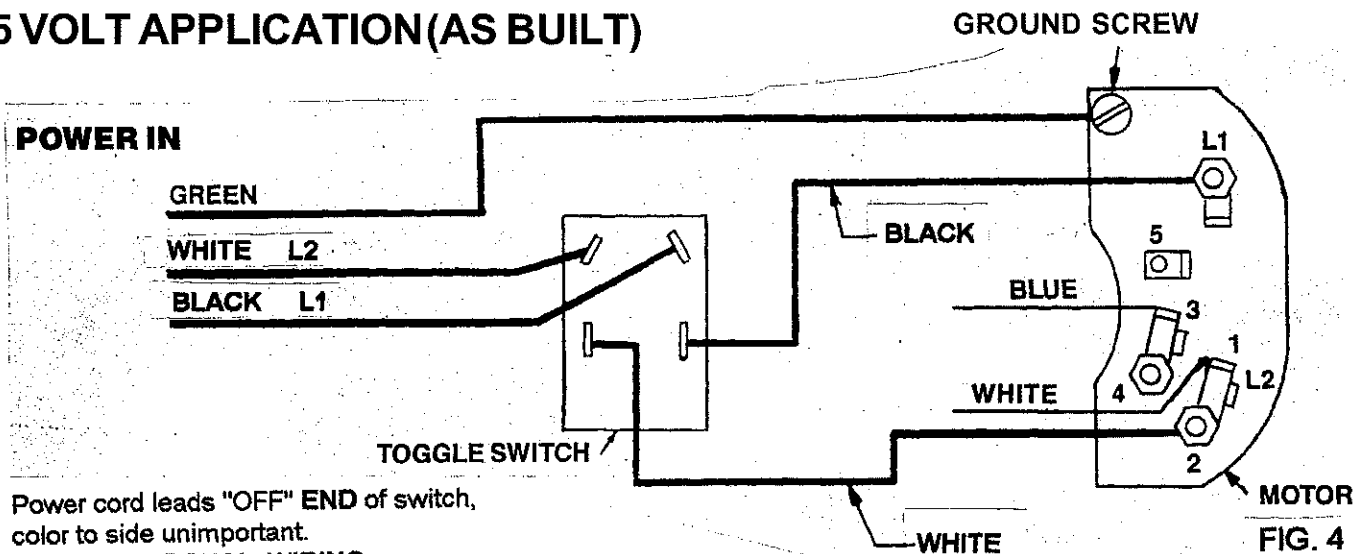 5 VOLT APPLICATION (AS BUILT)
GROUND SCREW
POWER IN
L1
GREEN
5
WHITE L2
BLACK
BLACK L1
BLUE
3
1
WHITE
4
L2
TOGGLE SWITCH
2
MOTOR
Power cord leads "OFF" END of switch,
color to side unimportant.
WHITE
FIG. 4
WIRING